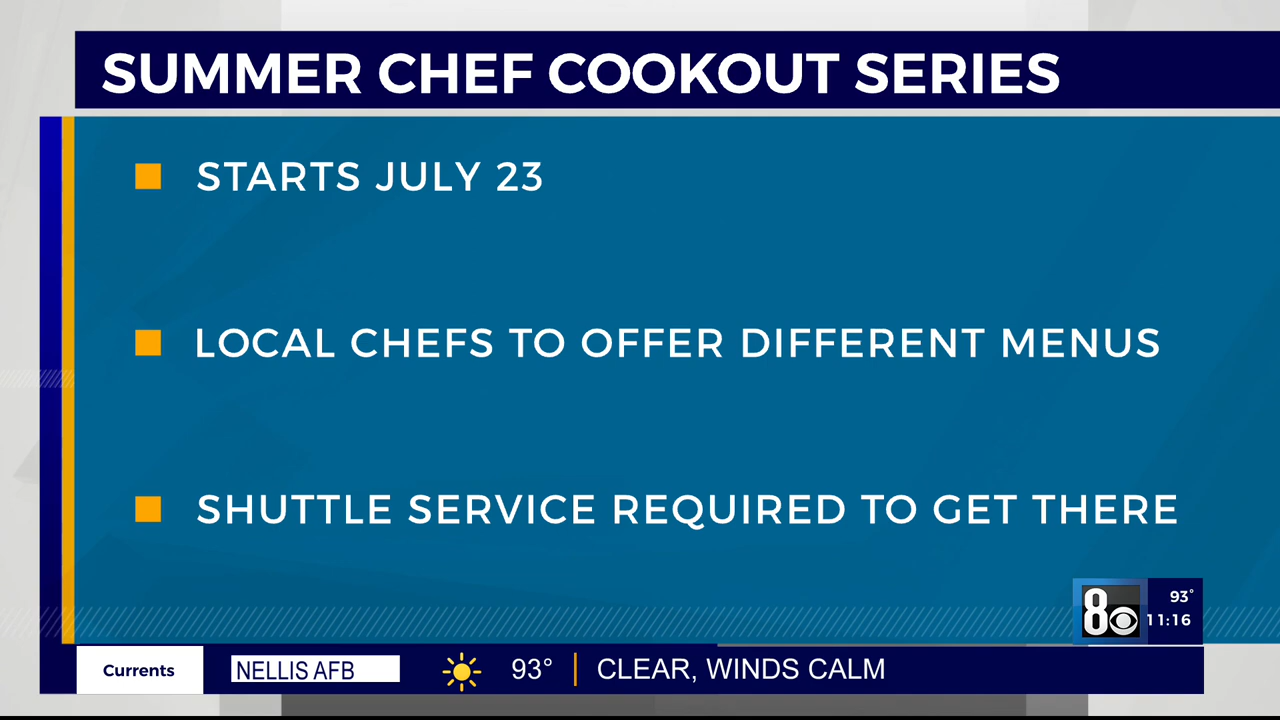 SUMMER CHEF COOKOUT SERIES
STARTS JULY 23
LOCAL CHEFS TO OFFER DIFFERENT MENUS
SHUTTLE SERVICE REQUIRED TO GET THERE
8
93°
11:16
Currents NELLIS AFB 93° CLEAR, WINDS CALM